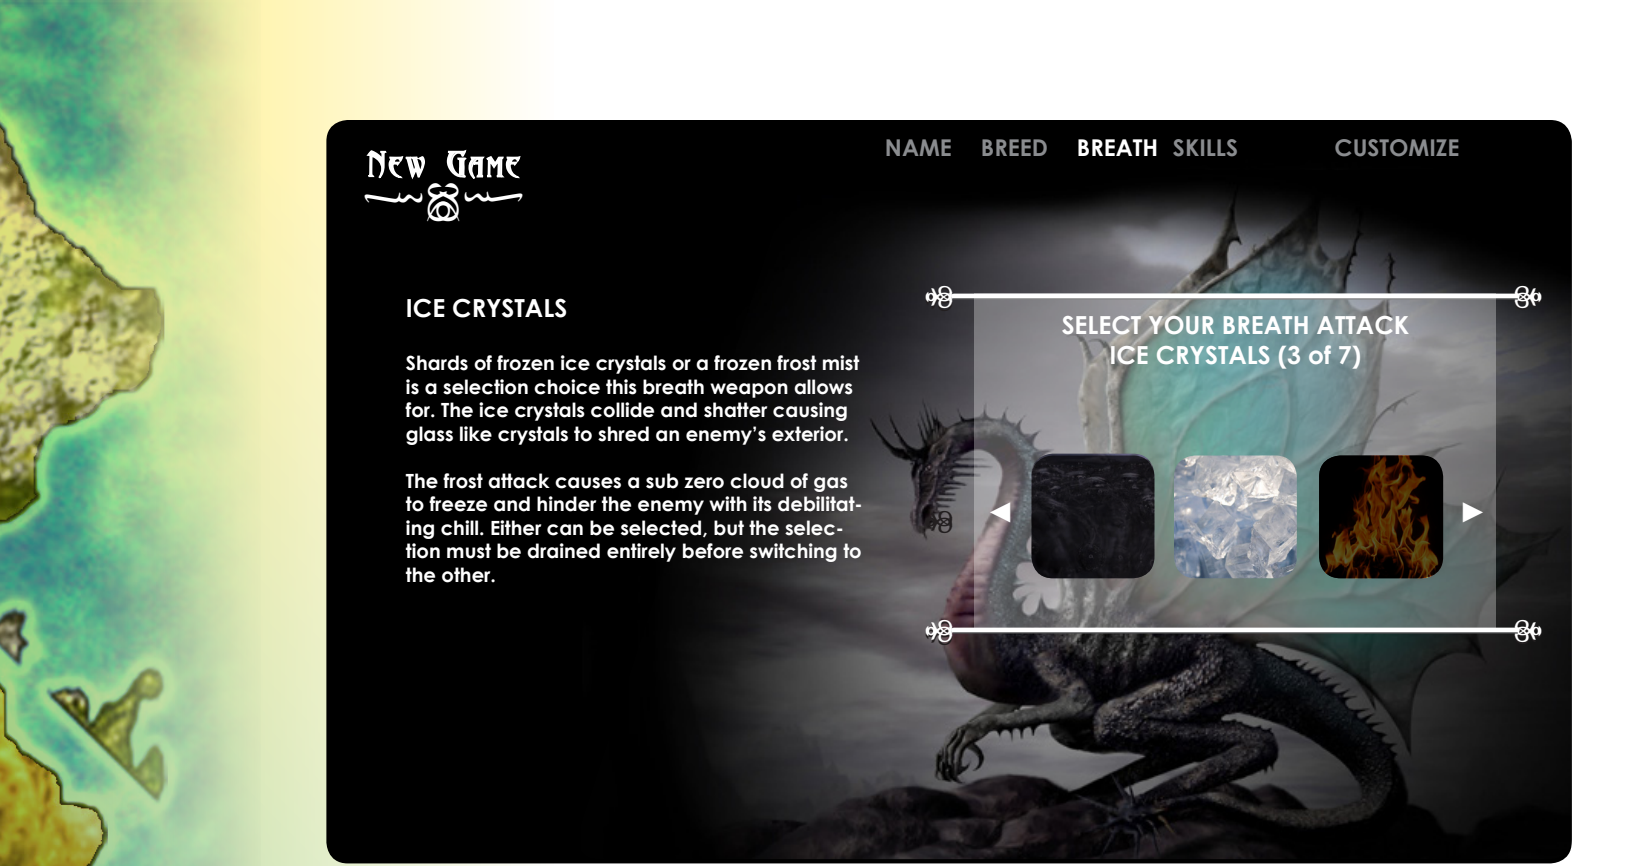 NAME BREED BREATH SKILLS CUSTOMIZE
New Game
ICE CRYSTALS
Shards of frozen ice crystals or a frozen frost mist
is a selection choice this breath weapon allows
for. The ice crystals collide and shatter causing
glass like crystals to shred an enemy’s exterior.
The frost attack causes a sub zero cloud of gas
to freeze and hinder the enemy with its debilitat-
ing chill. Either can be selected, but the selec-
tion must be drained entirely before switching to
the other.
SELECT YOUR BREATH ATTACK
ICE CRYSTALS (3 of 7)